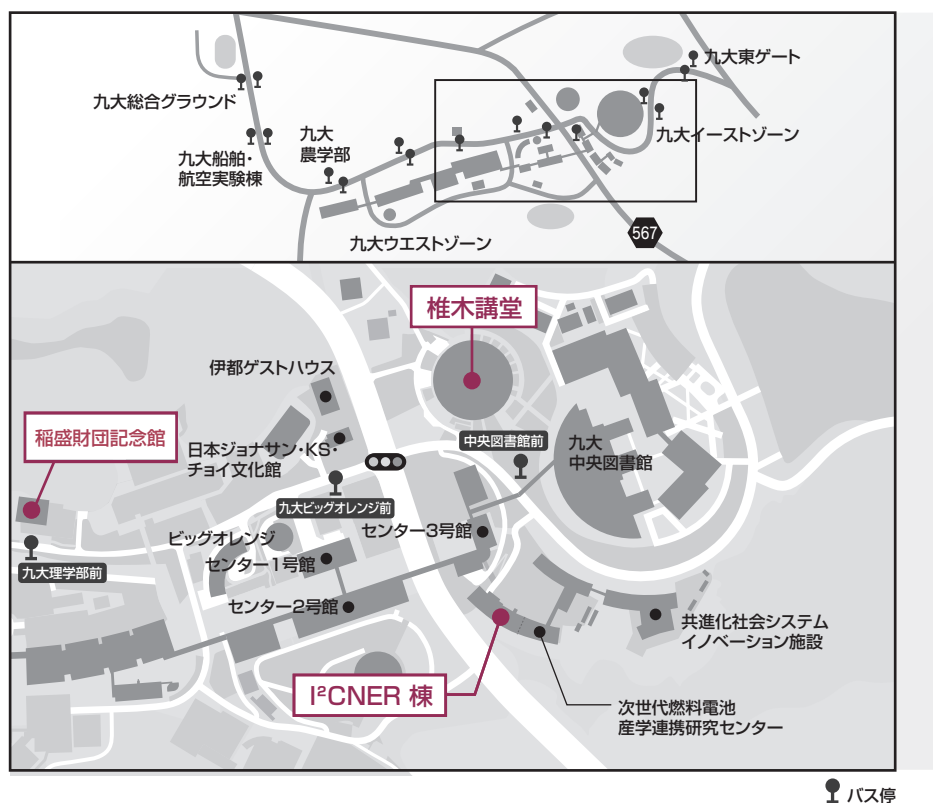 九大東ゲート
九大総合グラウンド
九大
農学部
九大イーストゾーン
九大船舶・
航空実験棟
九大ウエストゾーン
567
椎木講堂
伊都ゲストハウス
稲盛財団記念館
日本ジョナサン・KS・
チョイ文化館
中央図書館前
九大
中央図書館
九大ビッグオレンジ前
ビッグオレンジ
センター3号館
センター1号館
九大理学部前
センター2号館
共進化社会システム
イノベーション施設
I²CNER 棟
次世代燃料電池
産学連携研究センター
バス停